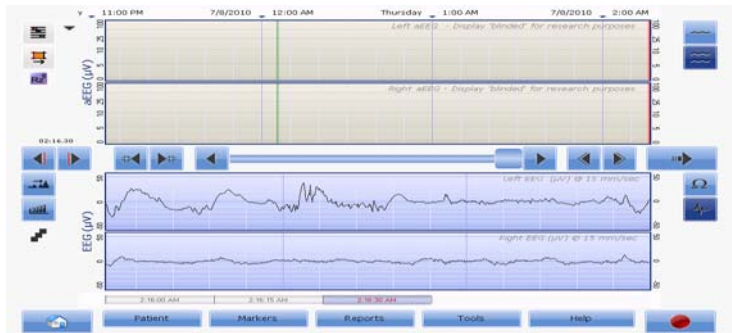 y 11:00 PM 7/8/2010 12:00 AM Thursday 1:00 AM 7/8/2010 2:00 AM
Left aEEG - Display 'blinded' for research purposes
aEEG (µV)
Right aEEG - Display 'blinded' for research purposes
02:16.30
Left EEG (µV) @ 15 mm/sec
EEG (µV)
Right EEG (µV) @ 15 mm/sec
2:16:00 AM 2:16:15 AM 2:16:30 AM
Patient Markers Reports Tools Help